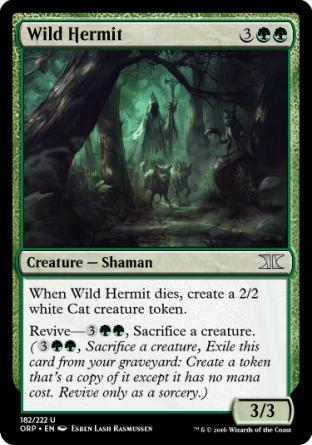 Wild Hermit 3
Creature — Shaman
When Wild Hermit dies, create a 2/2
white Cat creature token.
Revive—3, Sacrifice a creature.
(3, Sacrifice a creature, Exile this
card from your graveyard: Create a token
that's a copy of it except it has no mana
cost. Revive only as a sorcery.)
3/3
182/222 U
ORP • EN Esben Lash Rasmussen
™ & © 2016 Wizards of the Coast